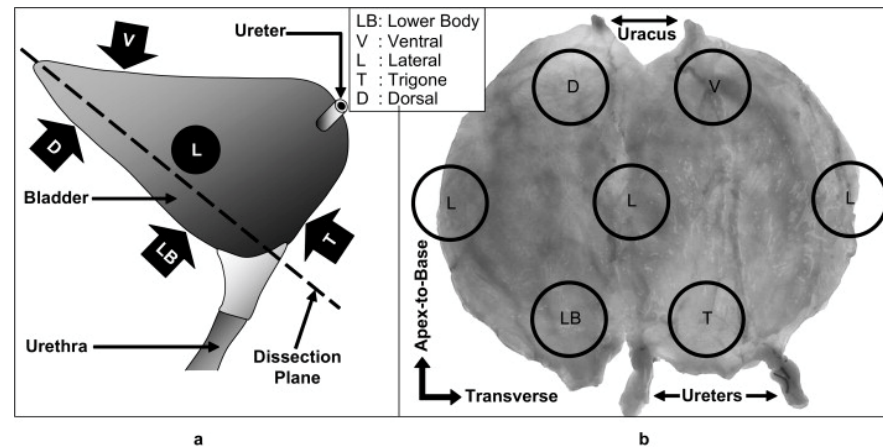 V
Ureter
D
L
Bladder
LB
T
Urethra
Dissection
Plane
a
LB: Lower Body
V : Ventral
L : Lateral
T : Trigone
D : Dorsal
Uracus
D
V
L
L
L
LB
T
Apex-to-Base
Transverse
Ureters
b